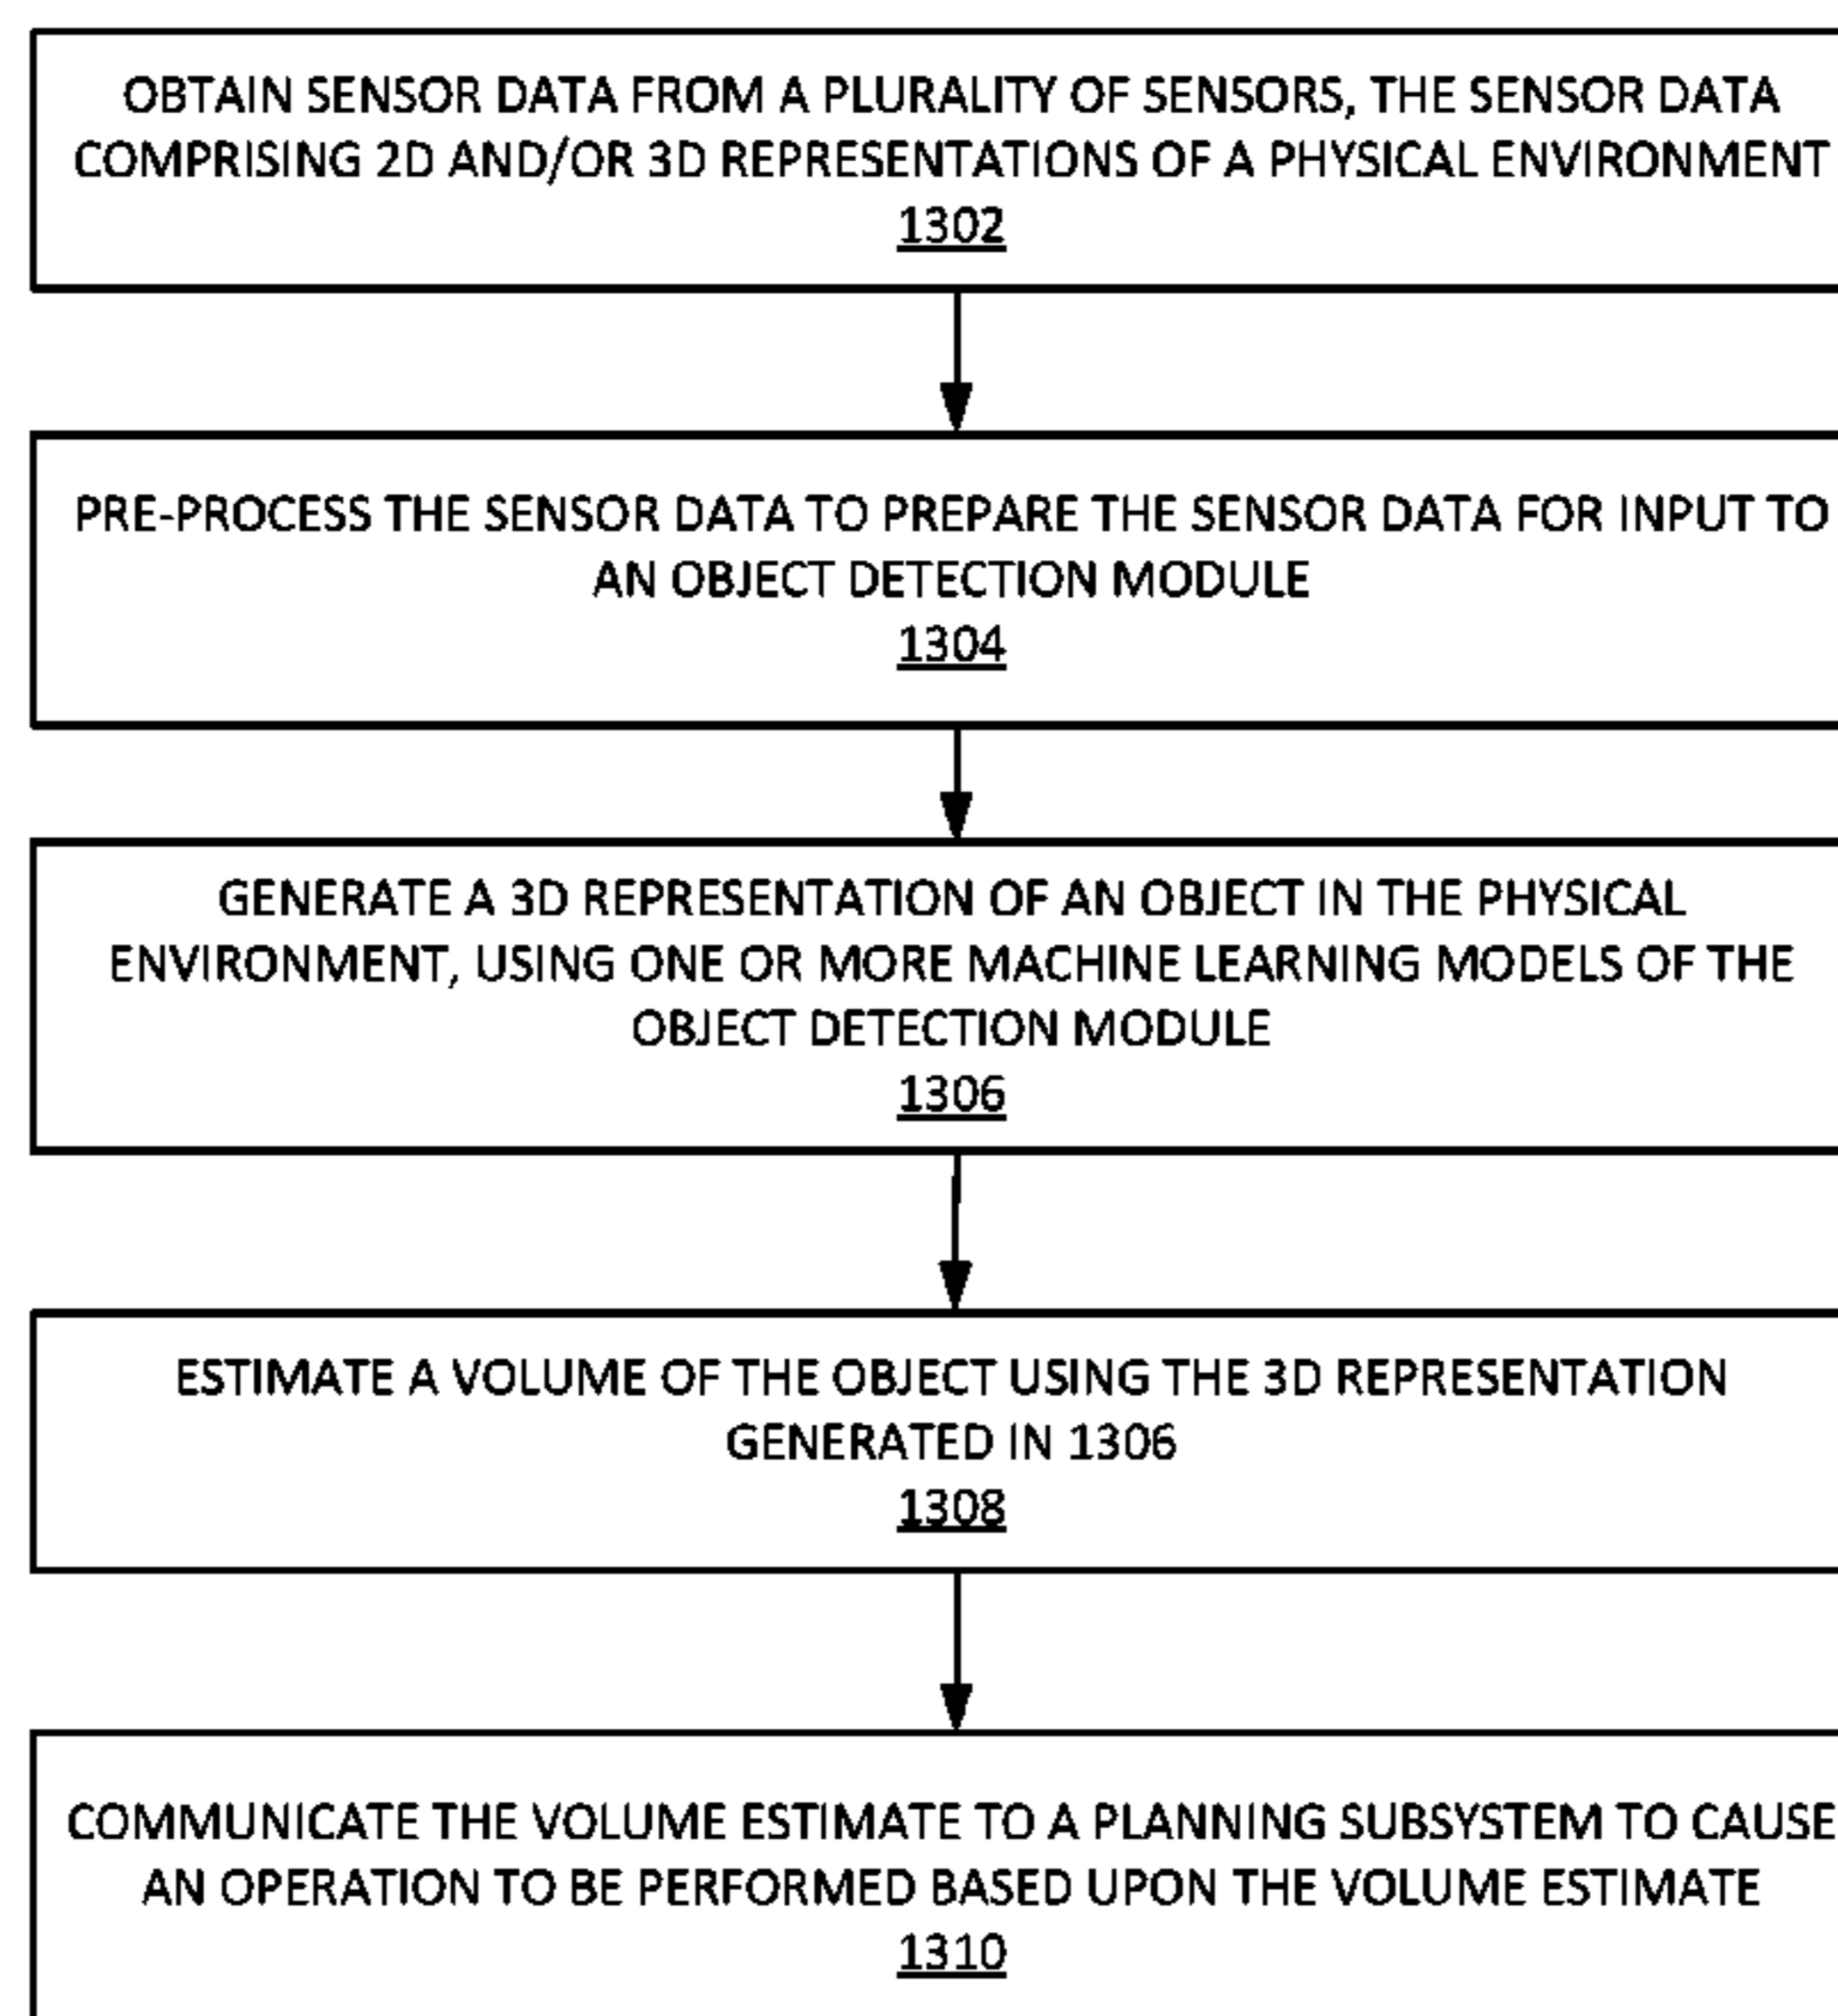 OBTAIN SENSOR DATA FROM A PLURALITY OF SENSORS, THE SENSOR DATA
COMPRISING 2D AND/OR 3D REPRESENTATIONS OF A PHYSICAL ENVIRONMENT
1302
PRE-PROCESS THE SENSOR DATA TO PREPARE THE SENSOR DATA FOR INPUT TO
AN OBJECT DETECTION MODULE
1304
GENERATE A 3D REPRESENTATION OF AN OBJECT IN THE PHYSICAL
ENVIRONMENT, USING ONE OR MORE MACHINE LEARNING MODELS OF THE
OBJECT DETECTION MODULE
1306
ESTIMATE A VOLUME OF THE OBJECT USING THE 3D REPRESENTATION
GENERATED IN 1306
1308
COMMUNICATE THE VOLUME ESTIMATE TO A PLANNING SUBSYSTEM TO CAUSE
AN OPERATION TO BE PERFORMED BASED UPON THE VOLUME ESTIMATE
1310